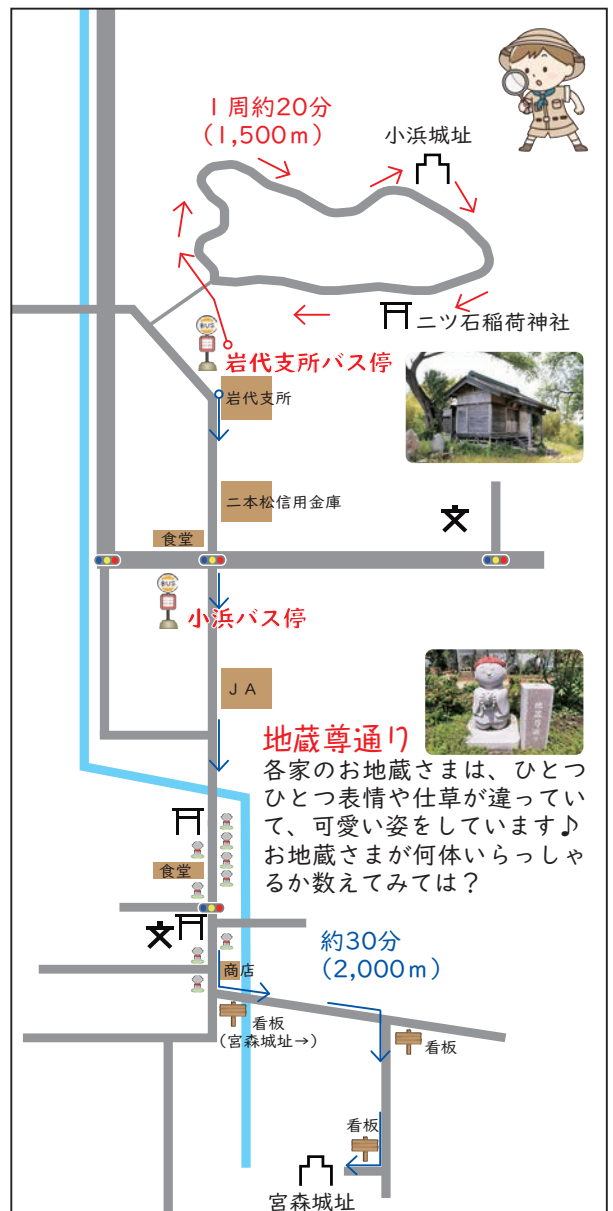 1周約20分
(1,500m)
小浜城址
二ツ石稲荷神社
BUS
岩代支所バス停
岩代支所
二本松信用金庫
食堂
BUS
小浜バス停
JA
地蔵尊通り
各家のお地蔵さまは、ひとつ
ひとつ表情や仕草が違ってい
て、可愛い姿をしています♪
お地蔵さまが何体いらっしゃ
るか数えてみては?
食堂
約30分
(2,000m)
商店
看板
(宮森城址→)
看板
看板
宮森城址